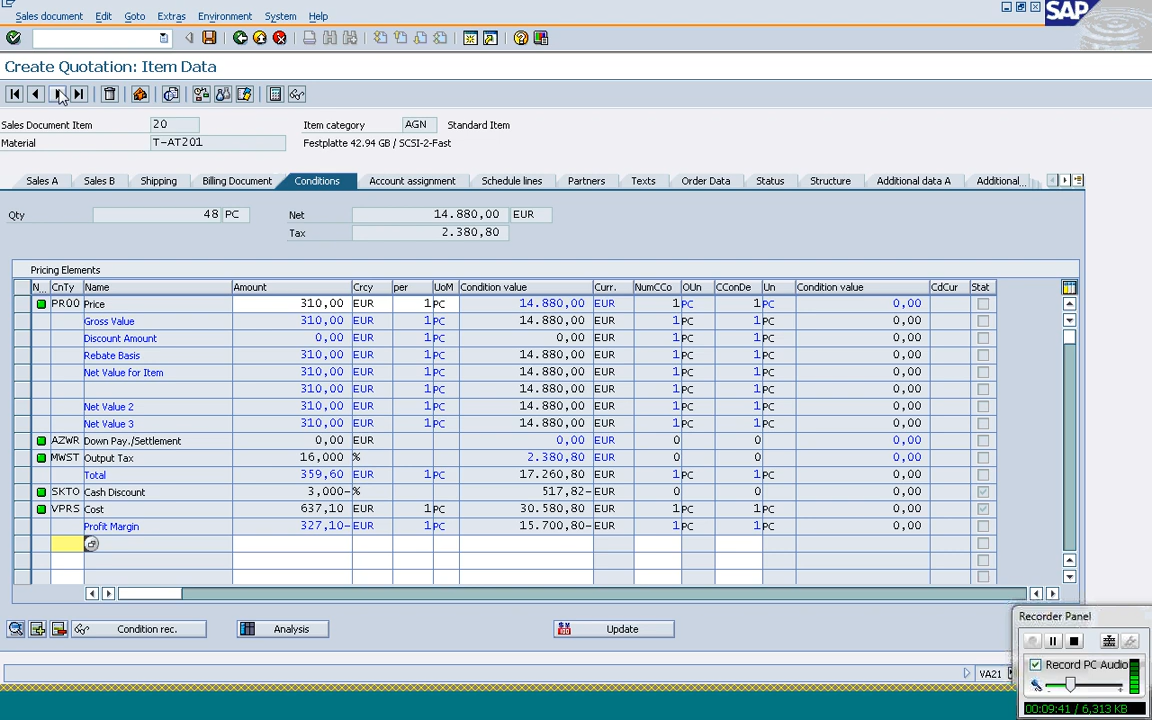 Sales document Edit Goto Extras Environment System Help
SAP
Create Quotation: Item Data
Sales Document Item 20 Item category AGN Standard Item
Material T-AT201 Festplatte 42.94 GB / SCSI-2-Fast
Sales A Sales B Shipping Billing Document Conditions Account assignment Schedule lines Partners Texts Order Data Status Structure Additional data A Additional...
Qty 48 PC Net 14.880,00 EUR
Tax 2.380,80
Pricing Elements
N... CnTy Name Amount Crcy per UoM Condition value Curr. NumCCo OUn CConDe Un Condition value CdCur Stat
PR00 Price 310,00 EUR 1 PC 14.880,00 EUR 1 PC 1 PC 0,00
Gross Value 310,00 EUR 1 PC 14.880,00 EUR 1 PC 1 PC 0,00
Discount Amount 0,00 EUR 1 PC 0,00 EUR 1 PC 1 PC 0,00
Rebate Basis 310,00 EUR 1 PC 14.880,00 EUR 1 PC 1 PC 0,00
Net Value for Item 310,00 EUR 1 PC 14.880,00 EUR 1 PC 1 PC 0,00
310,00 EUR 1 PC 14.880,00 EUR 1 PC 1 PC 0,00
Net Value 2 310,00 EUR 1 PC 14.880,00 EUR 1 PC 1 PC 0,00
Net Value 3 310,00 EUR 1 PC 14.880,00 EUR 1 PC 1 PC 0,00
AZWR Down Pay./Settlement 0,00 EUR 0,00 EUR 0 0 0,00
MWST Output Tax 16,000 % 2.380,80 EUR 0 0 0,00
Total 359,60 EUR 1 PC 17.260,80 EUR 1 PC 1 PC 0,00
SKTO Cash Discount 3,000- % 517,82- EUR 0 0 0,00
VPRS Cost 637,10 EUR 1 PC 30.580,80 EUR 1 PC 1 PC 0,00
Profit Margin 327,10- EUR 1 PC 15.700,80- EUR 1 PC 1 PC 0,00
Condition rec. Analysis Update
VA21
Recorder Panel
Record PC Audio
00:09:41 / 6,313 KB